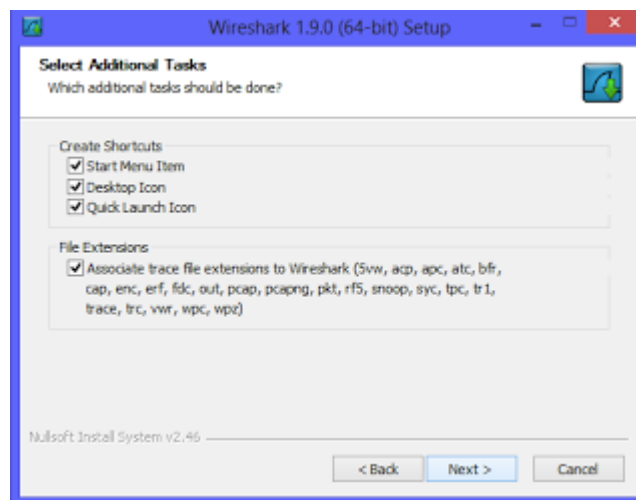 Wireshark 1.9.0 (64-bit) Setup
Select Additional Tasks
Which additional tasks should be done?
Create Shortcuts
Start Menu Item
Desktop Icon
Quick Launch Icon
File Extensions
Associate trace file extensions to Wireshark (5vw, acp, apc, atc, bfr,
cap, enc, erf, fdc, out, pcap, pcapng, pkt, rf5, snoop, syc, tpc, tr1,
trace, trc, vwr, wpc, wpz)
Nullsoft Install System v2.46
< Back Next > Cancel